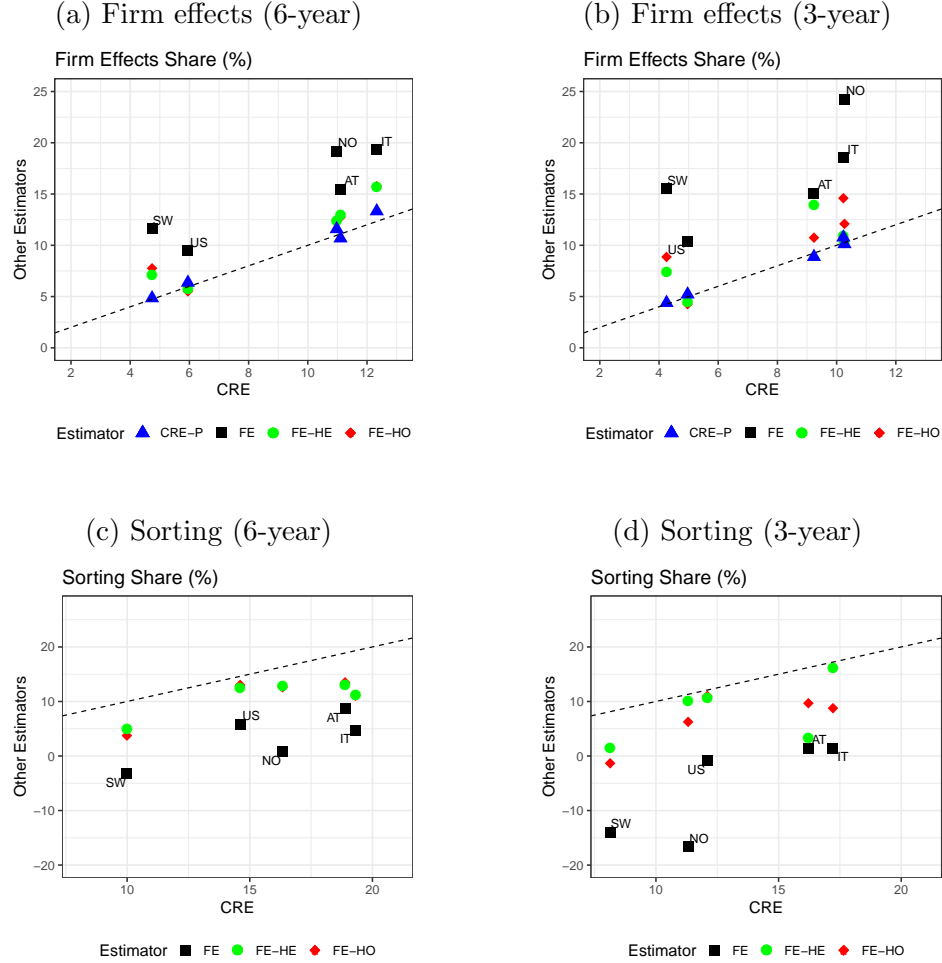 (a) Firm effects (6-year)
(b) Firm effects (3-year)
Firm Effects Share (%)
Other Estimators
25
20
15
10
5
0
NO
IT
AT
SW
US
2 4 6 8 10 12
CRE
Estimator CRE−P FE FE−HE FE−HO
Firm Effects Share (%)
Other Estimators
25
20
15
10
5
0
NO
IT
SW
AT
US
2 4 6 8 10 12
CRE
Estimator CRE−P FE FE−HE FE−HO
(c) Sorting (6-year)
(d) Sorting (3-year)
Sorting Share (%)
Other Estimators
20
10
0
−10
−20
US
AT
NO
IT
SW
10 15 20
CRE
Estimator FE FE−HE FE−HO
Sorting Share (%)
Other Estimators
20
10
0
−10
−20
AT
US
IT
SW
NO
10 15 20
CRE
Estimator FE FE−HE FE−HO